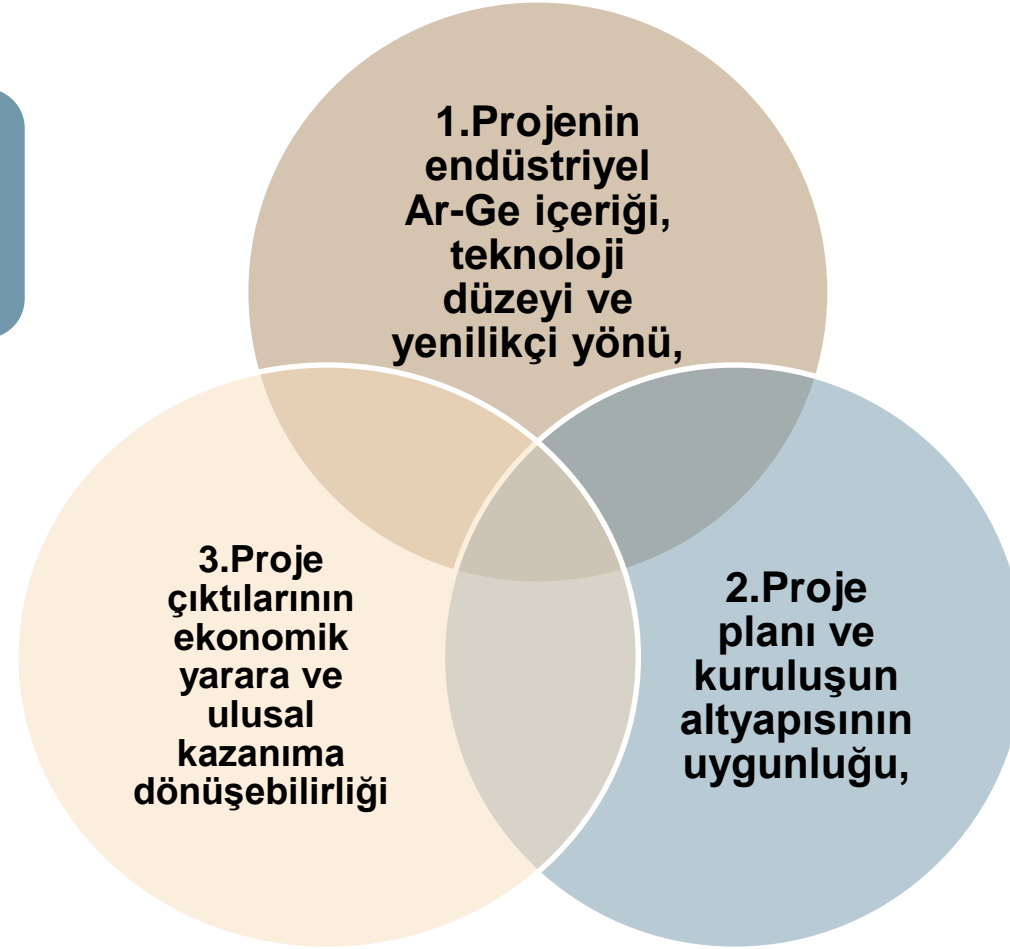 1.Projenin
endüstriyel
Ar-Ge içeriği,
teknoloji
düzeyi ve
yenilikçi yönü,
2.Proje
planı ve
kuruluşun
altyapısının
uygunluğu,
3.Proje
çıktılarının
ekonomik
yarara ve
ulusal
kazanıma
dönüşebilirliği